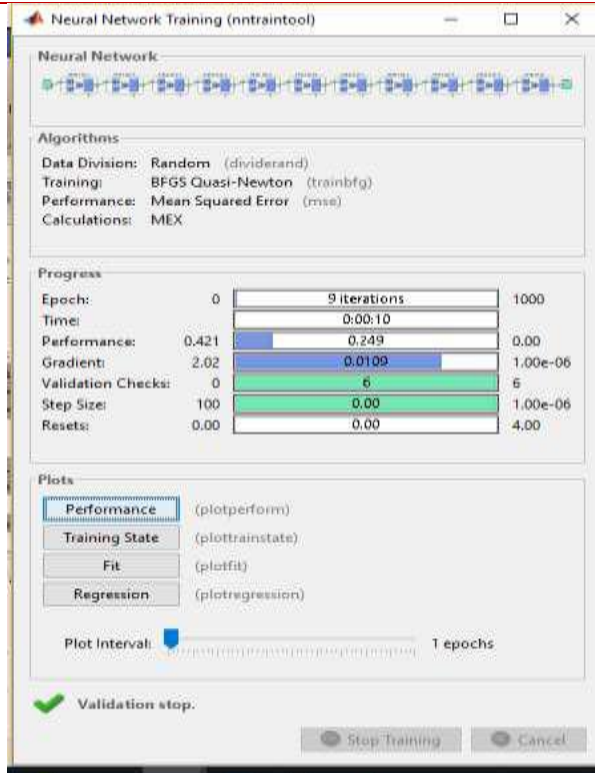 Neural Network Training (nntraintool)
Neural Network
Algorithms
Data Division: Random (dividerand)
Training: BFGS Quasi-Newton (trainbfg)
Performance: Mean Squared Error (mse)
Calculations: MEX
Progress
Epoch: 0 9 iterations 1000
Time: 0:00:10
Performance: 0.421 0.249 0.00
Gradient: 2.02 0.0109 1.00e-06
Validation Checks: 0 6 6
Step Size: 100 0.00 1.00e-06
Resets: 0.00 0.00 4.00
Plots
Performance (plotperform)
Training State (plottrainstate)
Fit (plotfit)
Regression (plotregression)
Plot Interval: 1 epochs
Validation stop.
Stop Training Cancel